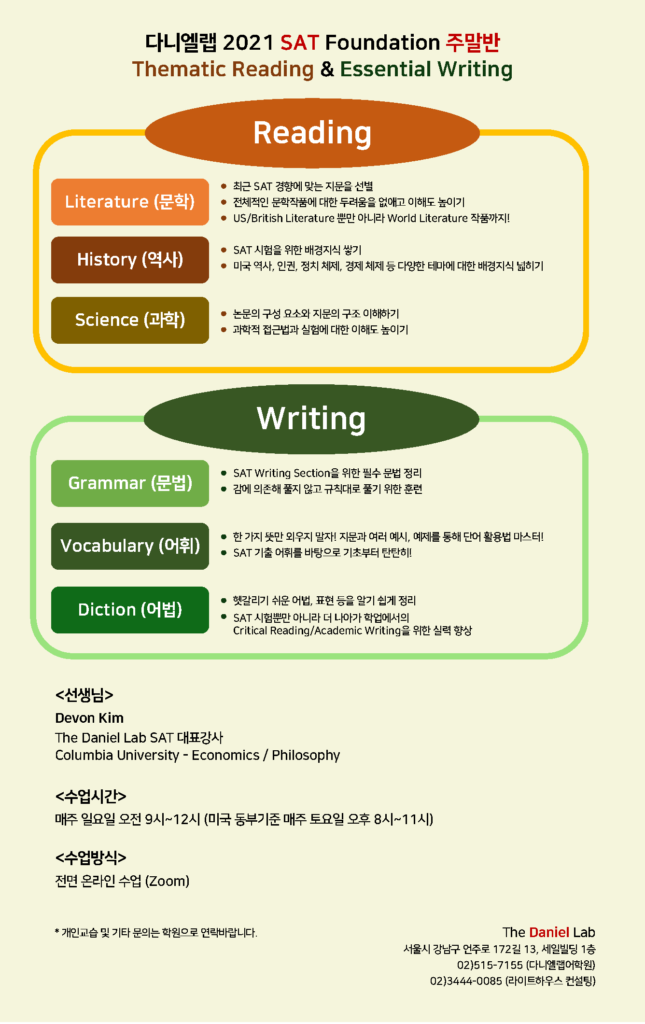 다니엘랩 2021 SAT Foundation 주말반
Thematic Reading & Essential Writing
Reading
Literature (문학)
• 최근 SAT 경향에 맞는 지문을 선별
• 전체적인 문학작품에 대한 두려움을 없애고 이해도 높이기
• US/British Literature 뿐만 아니라 World Literature 작품까지!
History (역사)
• SAT 시험을 위한 배경지식 쌓기
• 미국 역사, 인권, 정치 체제, 경제 체제 등 다양한 테마에 대한 배경지식 넓히기
Science (과학)
• 논문의 구성 요소와 지문의 구조 이해하기
• 과학적 접근법과 실험에 대한 이해도 높이기
Writing
Grammar (문법)
• SAT Writing Section을 위한 필수 문법 정리
• 감에 의존해 풀지 않고 규칙대로 풀기 위한 훈련
Vocabulary (어휘)
• 한 가지 뜻만 외우지 말자! 지문과 여러 예시, 예제를 통해 단어 활용법 마스터!
• SAT 기출 어휘를 바탕으로 기초부터 탄탄히!
Diction (어법)
• 헷갈리기 쉬운 어법, 표현 등을 알기 쉽게 정리
• SAT 시험뿐만 아니라 더 나아가 학업에서의
Critical Reading/Academic Writing을 위한 실력 향상
<선생님>
Devon Kim
The Daniel Lab SAT 대표강사
Columbia University - Economics / Philosophy
<수업시간>
매주 일요일 오전 9시~12시 (미국 동부기준 매주 토요일 오후 8시~11시)
<수업방식>
전면 온라인 수업 (Zoom)
* 개인교습 및 기타 문의는 학원으로 연락바랍니다.
The Daniel Lab
서울시 강남구 언주로 172길 13, 세일빌딩 1층
02)515-7155 (다니엘랩어학원)
02)3444-0085 (라이트하우스 컨설팅)